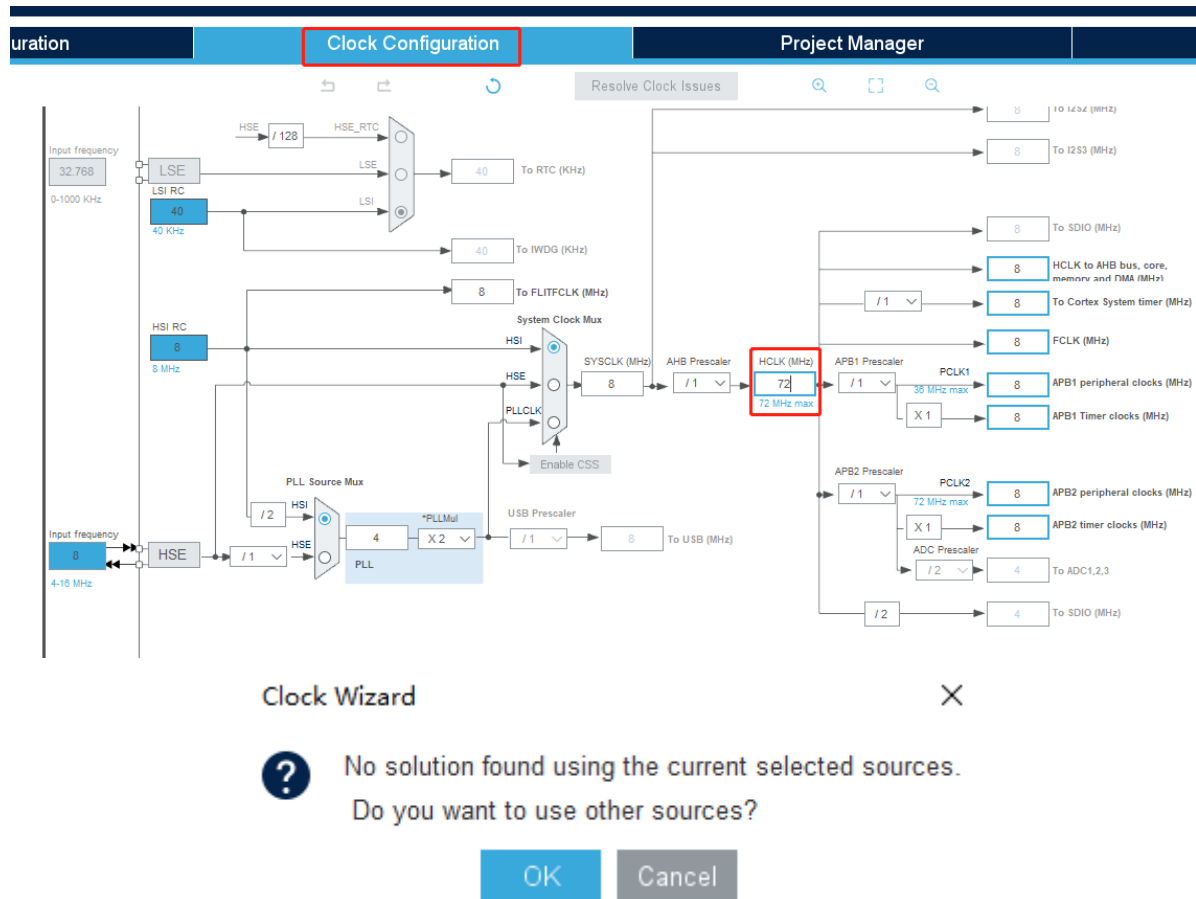 uration
Clock Configuration
Project Manager
Resolve Clock Issues
8
To I2S2 (MHz)
HSE
/ 128
HSE_RTC
8
To I2S3 (MHz)
Input frequency
32.768
0-1000 KHz
LSE
LSE
40
To RTC (KHz)
LSI RC
40
40 KHz
LSI
40
To IWDG (KHz)
8
To SDIO (MHz)
8
HCLK to AHB bus, core,
memory and DMA (MHz)
8
To FLITFCLK (MHz)
/ 1
8
To Cortex System timer (MHz)
System Clock Mux
HSI RC
8
8 MHz
HSI
8
FCLK (MHz)
SYSCLK (MHz)
AHB Prescaler
HCLK (MHz)
APB1 Prescaler
HSE
8
/ 1
72
72 MHz max
/ 1
PCLK1
36 MHz max
8
APB1 peripheral clocks (MHz)
PLLCLK
X 1
8
APB1 Timer clocks (MHz)
Enable CSS
APB2 Prescaler
PLL Source Mux
/ 1
PCLK2
72 MHz max
8
APB2 peripheral clocks (MHz)
HSI
/ 2
*PLLMul
USB Prescaler
X 1
8
APB2 timer clocks (MHz)
Input frequency
8
4-16 MHz
HSE
/ 1
HSE
4
X 2
PLL
/ 1
8
To USB (MHz)
ADC Prescaler
/ 2
4
To ADC1,2,3
/ 2
4
To SDIO (MHz)
Clock Wizard
?
No solution found using the current selected sources.
Do you want to use other sources?
OK
Cancel